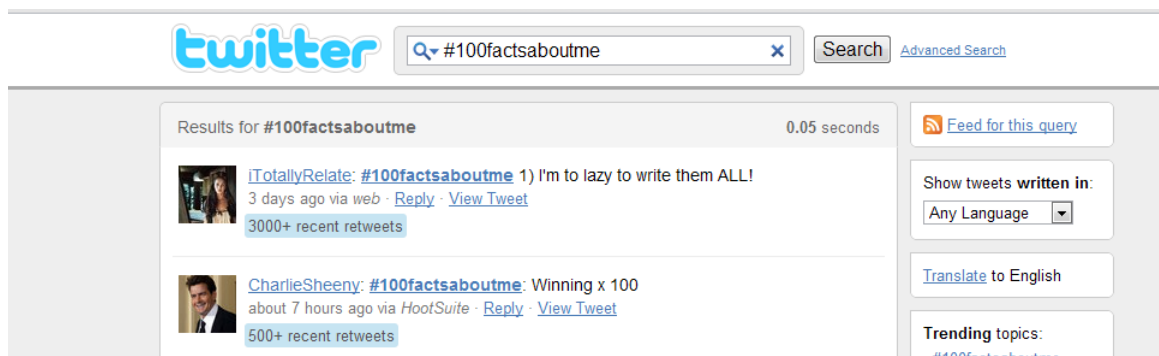 twitter
#100factsaboutme
Search
Advanced Search
Results for #100factsaboutme
0.05 seconds
iTotallyRelate: #100factsaboutme 1) I'm to lazy to write them ALL!
3 days ago via web · Reply · View Tweet
3000+ recent retweets
CharlieSheeny: #100factsaboutme: Winning x 100
about 7 hours ago via HootSuite · Reply · View Tweet
500+ recent retweets
Feed for this query
Show tweets written in:
Any Language
Translate to English
Trending topics:
#100factsaboutme